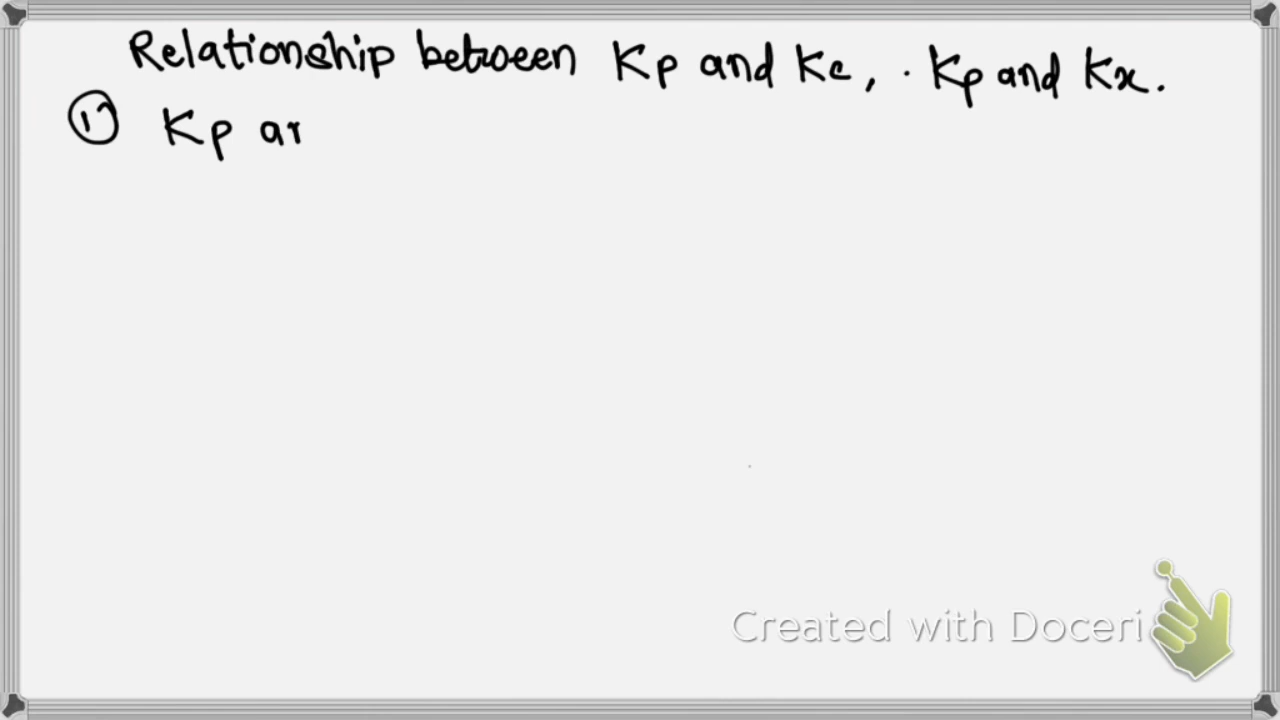 Relationship between Kp and Kc, . Kp and Kx.
① Kp ar
Created with Doceri